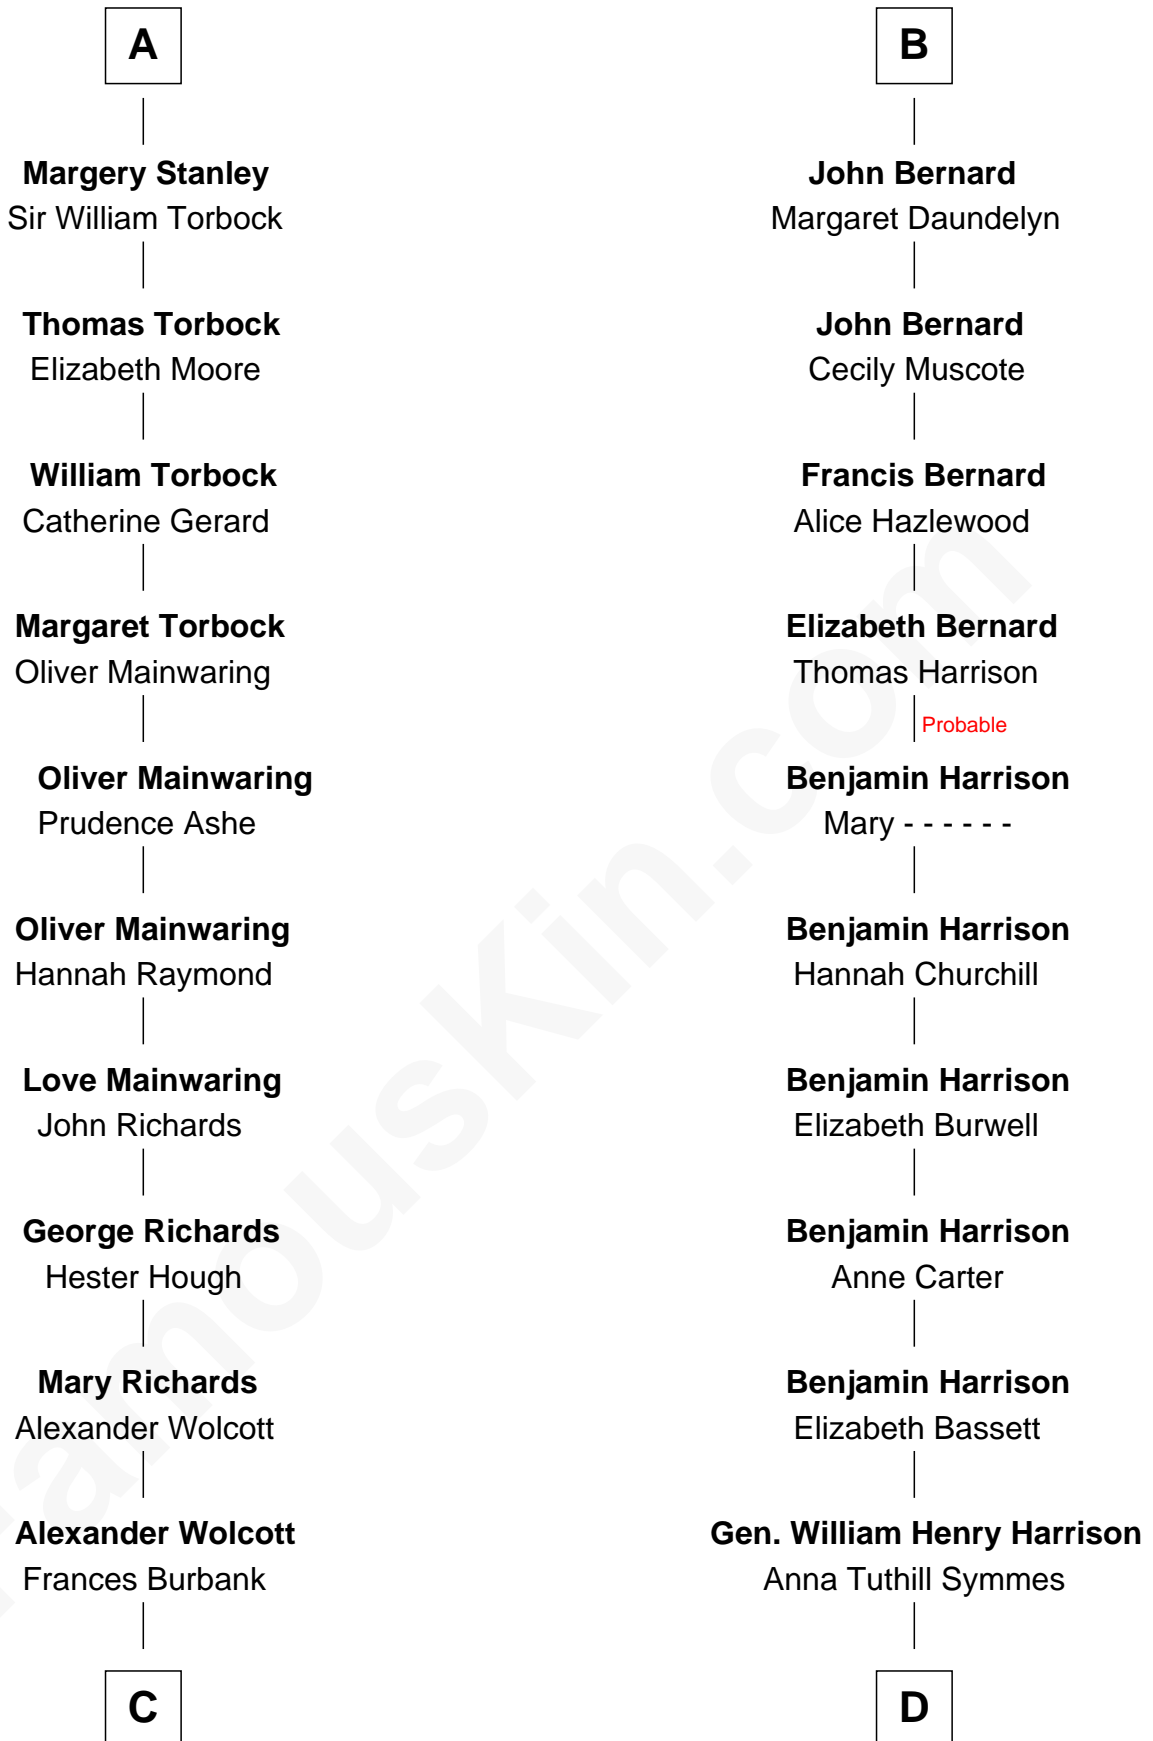 A
Margery Stanley
Sir William Torbock
Thomas Torbock
Elizabeth Moore
William Torbock
Catherine Gerard
Margaret Torbock
Oliver Mainwaring
Oliver Mainwaring
Prudence Ashe
Oliver Mainwaring
Hannah Raymond
Love Mainwaring
John Richards
George Richards
Hester Hough
Mary Richards
Alexander Wolcott
Alexander Wolcott
Frances Burbank
C
B
John Bernard
Margaret Daundelyn
John Bernard
Cecily Muscote
Francis Bernard
Alice Hazlewood
Elizabeth Bernard
Thomas Harrison
Probable
Benjamin Harrison
Mary - - - - - -
Benjamin Harrison
Hannah Churchill
Benjamin Harrison
Elizabeth Burwell
Benjamin Harrison
Anne Carter
Benjamin Harrison
Elizabeth Bassett
Gen. William Henry Harrison
Anna Tuthill Symmes
D
FamousKin.com